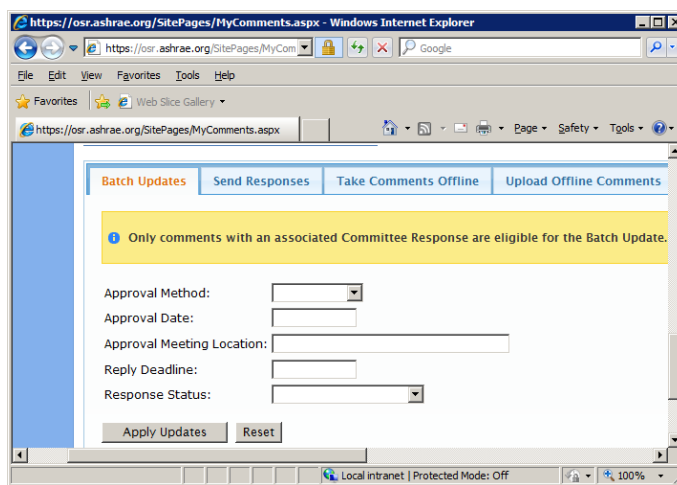 https://osr.ashrae.org/SitePages/MyComments.aspx - Windows Internet Explorer
https://osr.ashrae.org/SitePages/MyCom
Google
File Edit View Favorites Tools Help
Favorites Web Slice Gallery
https://osr.ashrae.org/SitePages/MyComments.aspx
Page Safety Tools
Batch Updates Send Responses Take Comments Offline Upload Offline Comments
Only comments with an associated Committee Response are eligible for the Batch Update.
Approval Method:
Approval Date:
Approval Meeting Location:
Reply Deadline:
Response Status:
Apply Updates Reset
Local intranet | Protected Mode: Off 100%